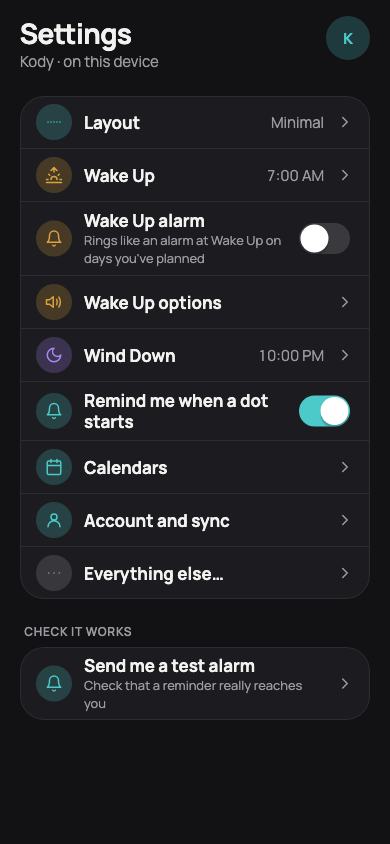 Settings
K
Kody · on this device
Layout
Minimal
Wake Up
7:00 AM
Wake Up alarm
Rings like an alarm at Wake Up on
days you've planned
Wake Up options
Wind Down
10:00 PM
Remind me when a dot
starts
Calendars
Account and sync
Everything else...
CHECK IT WORKS
Send me a test alarm
Check that a reminder really reaches
you